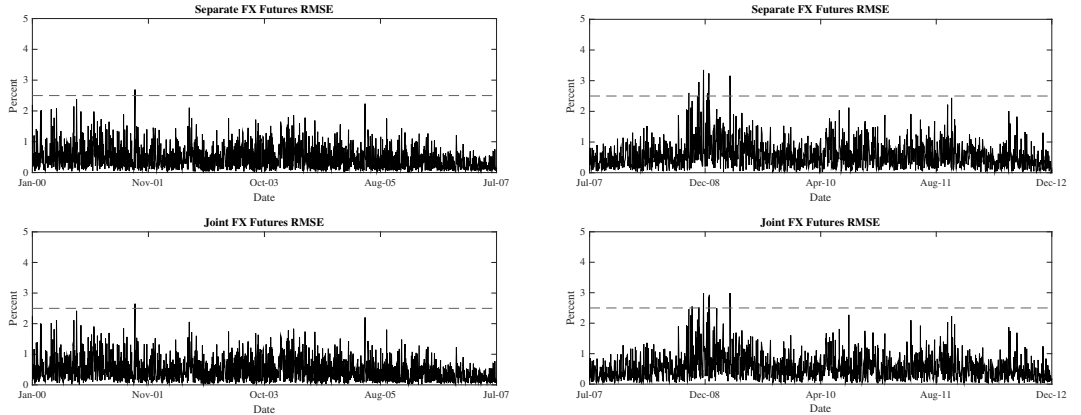 Separate FX Futures RMSE
5
4
3
2
1
0
Percent
Jan-00
Nov-01
Oct-03
Aug-05
Jul-07
Date
Separate FX Futures RMSE
5
4
3
2
1
0
Percent
Jul-07
Dec-08
Apr-10
Aug-11
Dec-12
Date
Joint FX Futures RMSE
5
4
3
2
1
0
Percent
Jan-00
Nov-01
Oct-03
Aug-05
Jul-07
Date
Joint FX Futures RMSE
5
4
3
2
1
0
Percent
Jul-07
Dec-08
Apr-10
Aug-11
Dec-12
Date